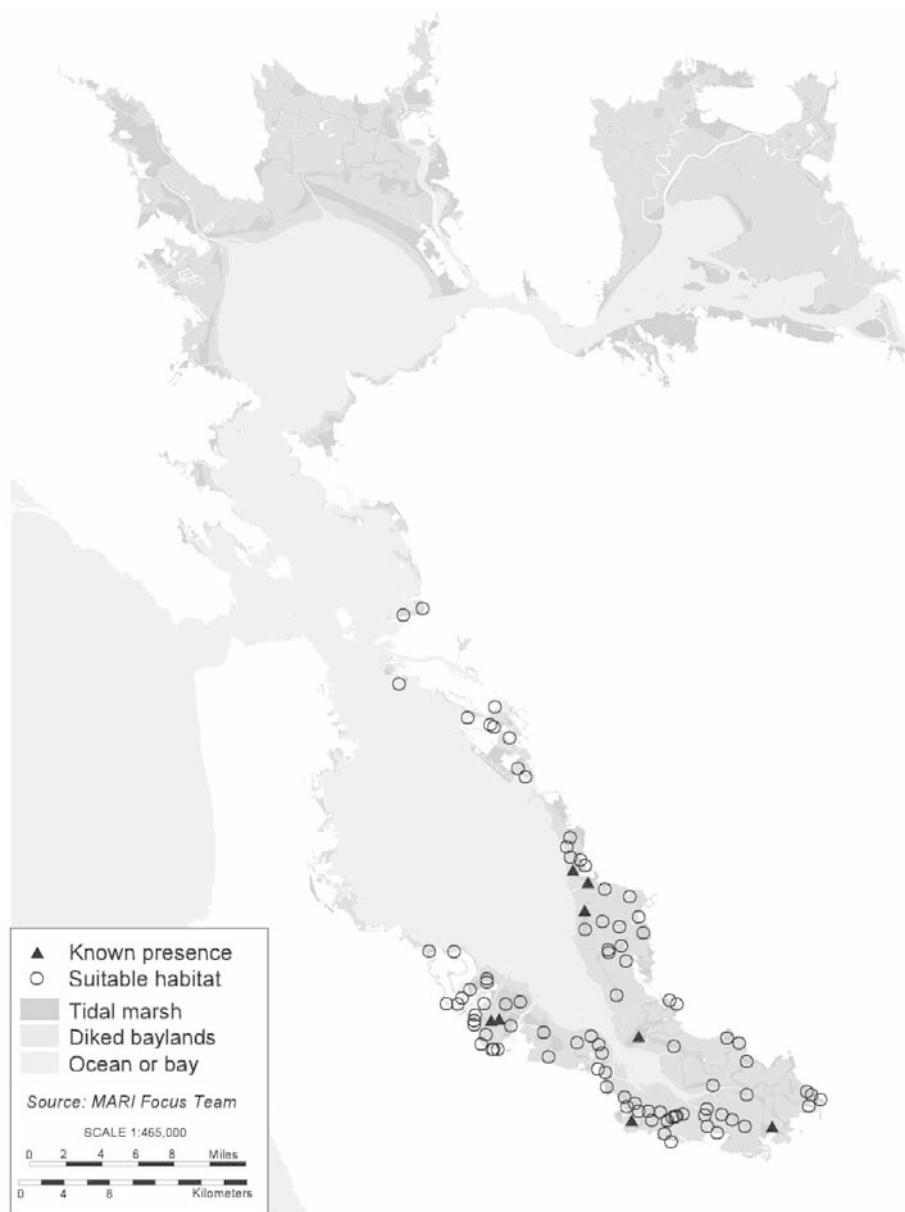 Known presence
Suitable habitat
Tidal marsh
Diked baylands
Ocean or bay
Source: MARI Focus Team
SCALE 1:465,000
0 2 4 6 8 Miles
0 4 8 Kilometers